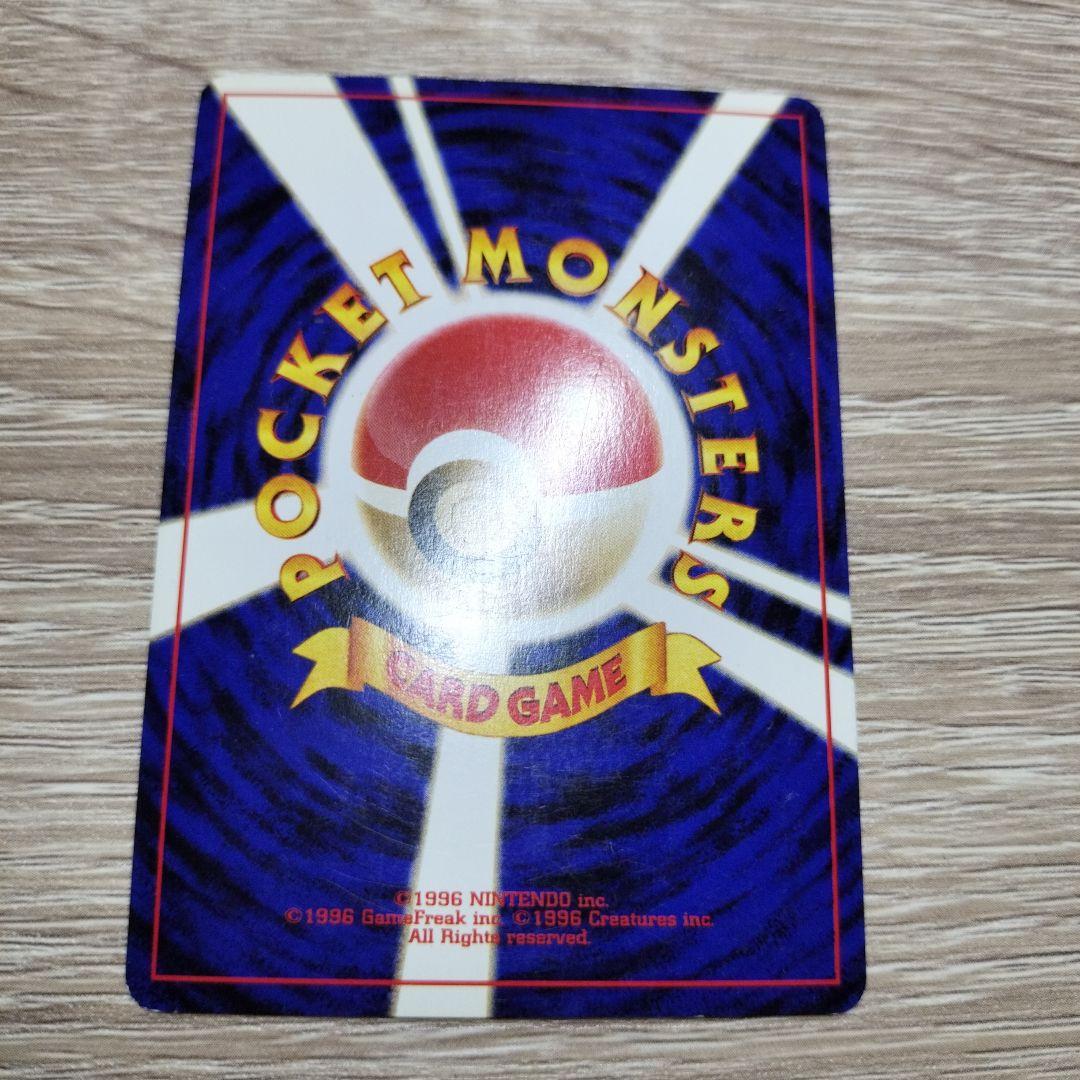 POCKET MONSTERS
CARD GAME
©1996 NINTENDO inc.
©1996 GameFreak inc. ©1996 Creatures inc.
All Rights reserved.